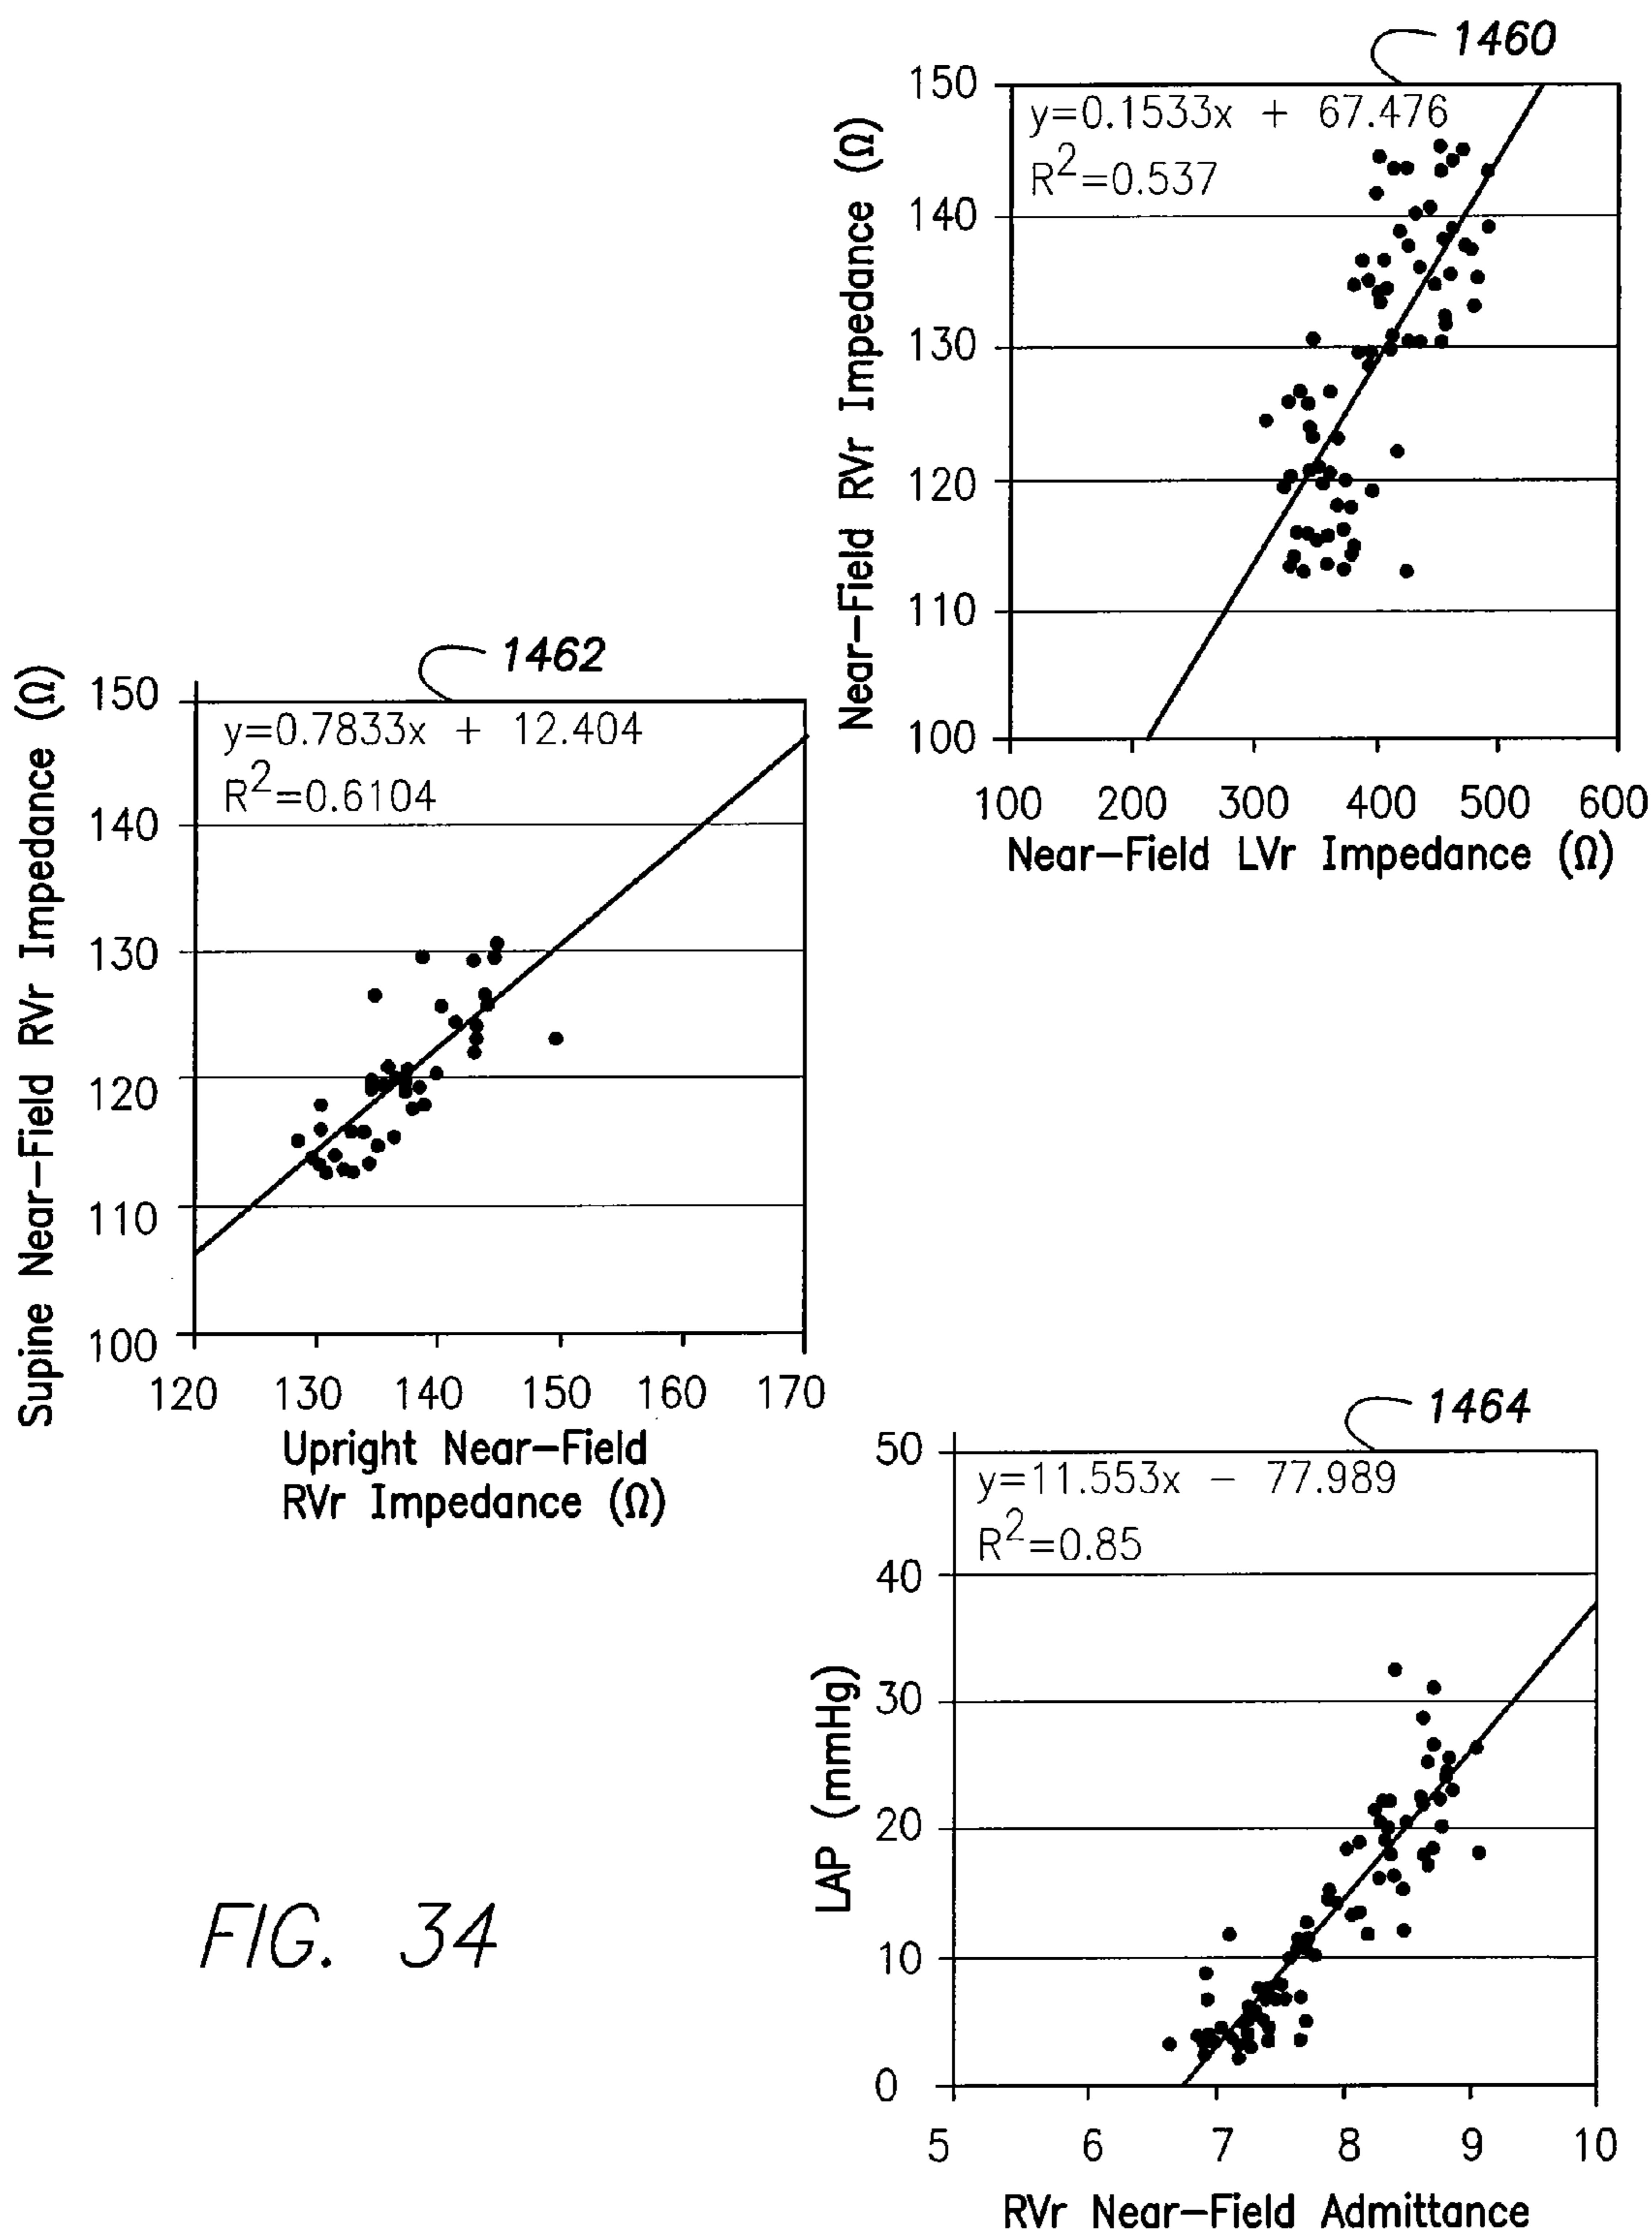 1460
150
y=0.1533x + 67.476
R²=0.537
140
130
120
110
100
Near-Field RVr Impedance (Ω)
100 200 300 400 500 600
Near-Field LVr Impedance (Ω)
1462
150
y=0.7833x + 12.404
R²=0.6104
140
130
120
110
100
Supine Near-Field RVr Impedance (Ω)
120 130 140 150 160 170
Upright Near-Field
RVr Impedance (Ω)
1464
50
y=11.553x - 77.989
R²=0.85
40
30
20
10
0
LAP (mmHg)
5 6 7 8 9 10
RVr Near-Field Admittance
FIG. 34